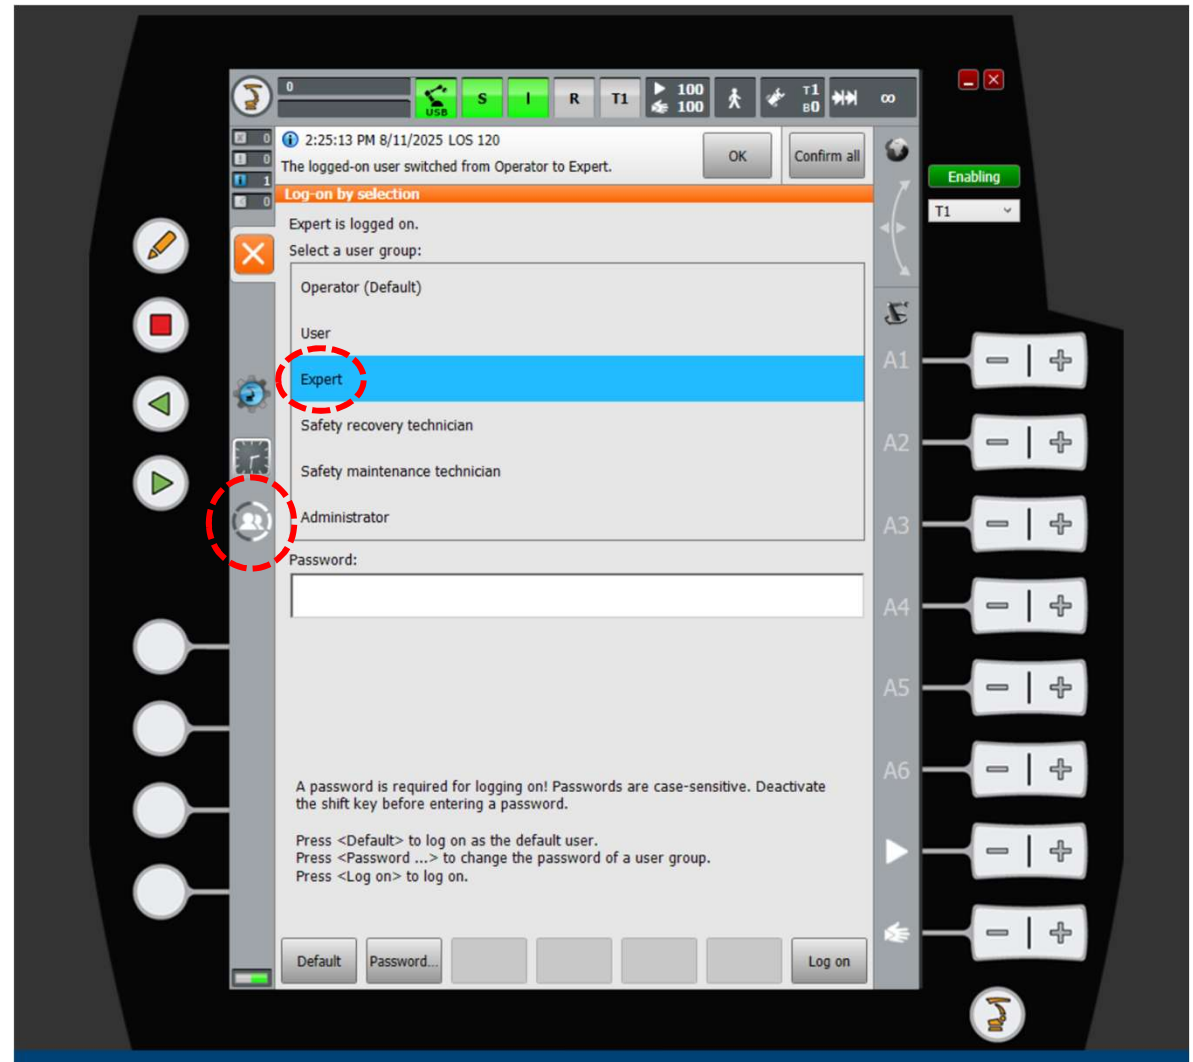 0
USB
S
I
R
T1
100
100
T1
B0
∞
0
0
1
0
2:25:13 PM 8/11/2025 LOS 120
The logged-on user switched from Operator to Expert.
OK
Confirm all
Enabling
T1
Log-on by selection
Expert is logged on.
Select a user group:
Operator (Default)
User
Expert
Safety recovery technician
Safety maintenance technician
Administrator
Password:
A1
A2
A3
A4
A5
A6
A password is required for logging on! Passwords are case-sensitive. Deactivate
the shift key before entering a password.
Press <Default> to log on as the default user.
Press <Password ...> to change the password of a user group.
Press <Log on> to log on.
Default
Password...
Log on